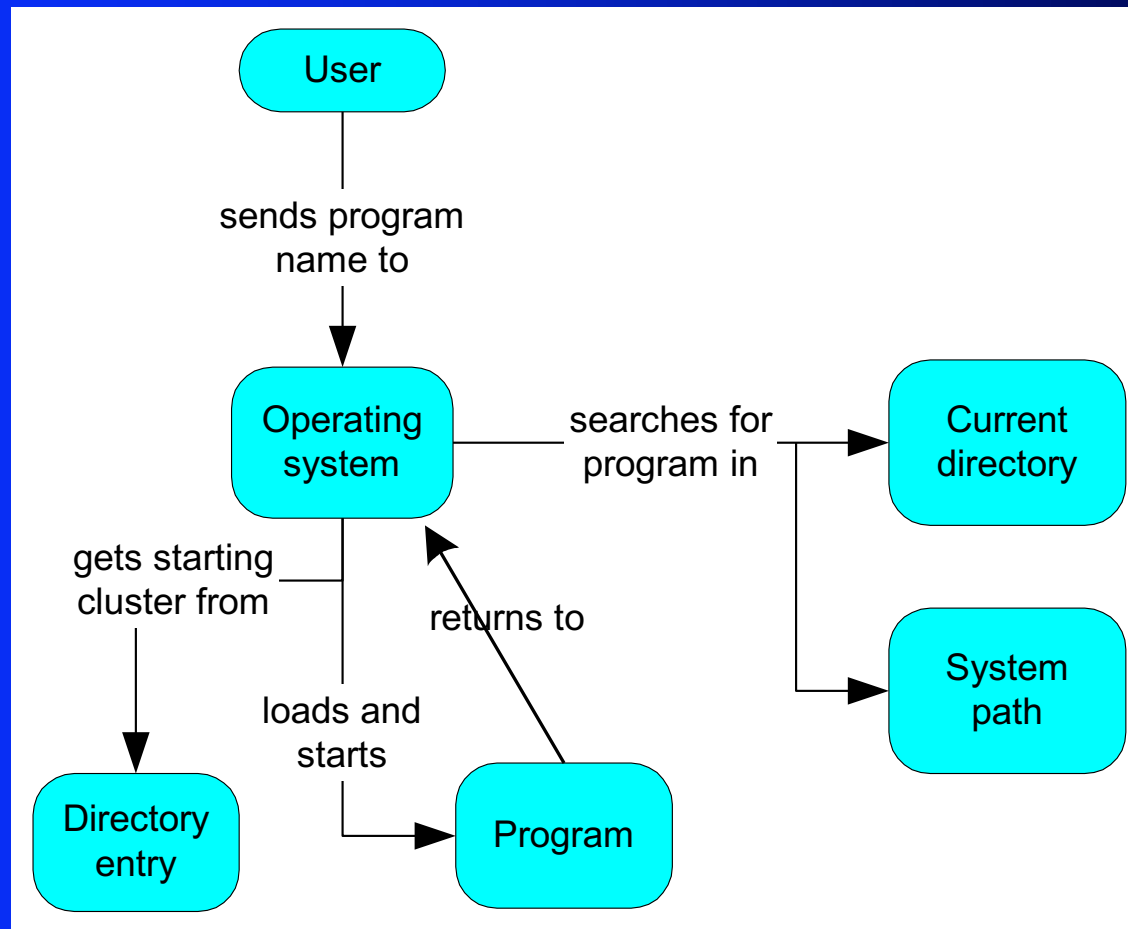 User
sends program
name to
Operating
system
searches for
program in
Current
directory
gets starting
cluster from
returns to
System
path
loads and
starts
Directory
entry
Program